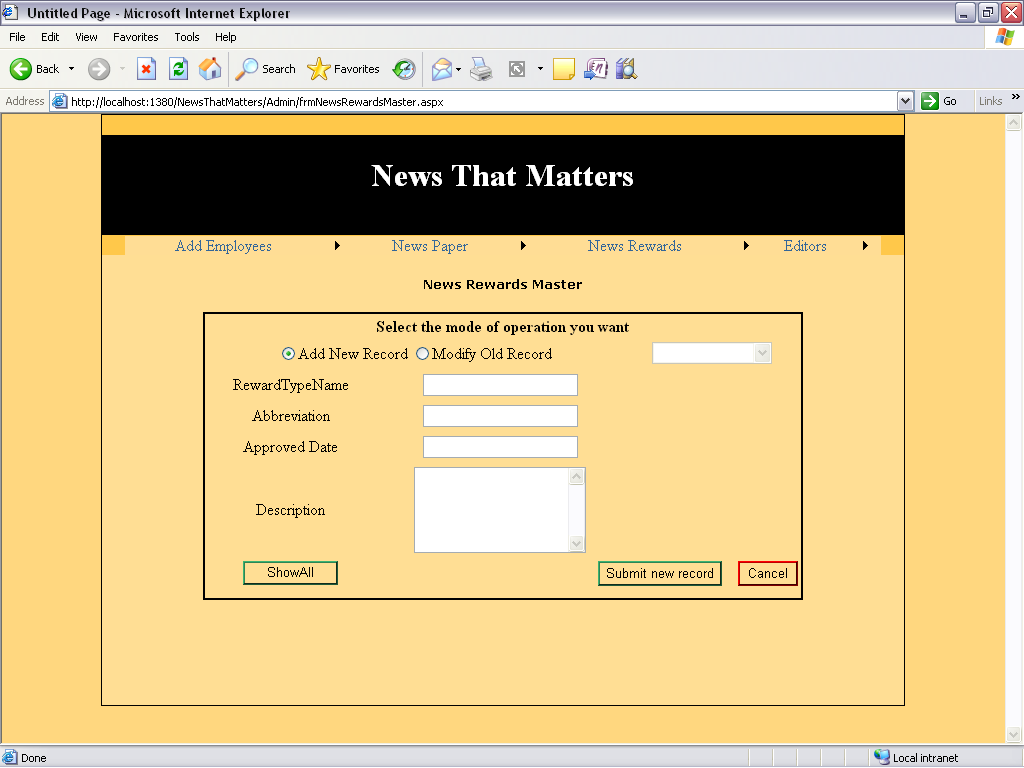 Untitled Page - Microsoft Internet Explorer
File Edit View Favorites Tools Help
Back Search Favorites
Address http://localhost:1380/NewsThatMatters/Admin/frmNewsRewardsMaster.aspx Go Links »
News That Matters
Add Employees News Paper News Rewards Editors
News Rewards Master
Select the mode of operation you want
Add New Record Modify Old Record
RewardTypeName
Abbreviation
Approved Date
Description
ShowAll Submit new record Cancel
Done Local intranet